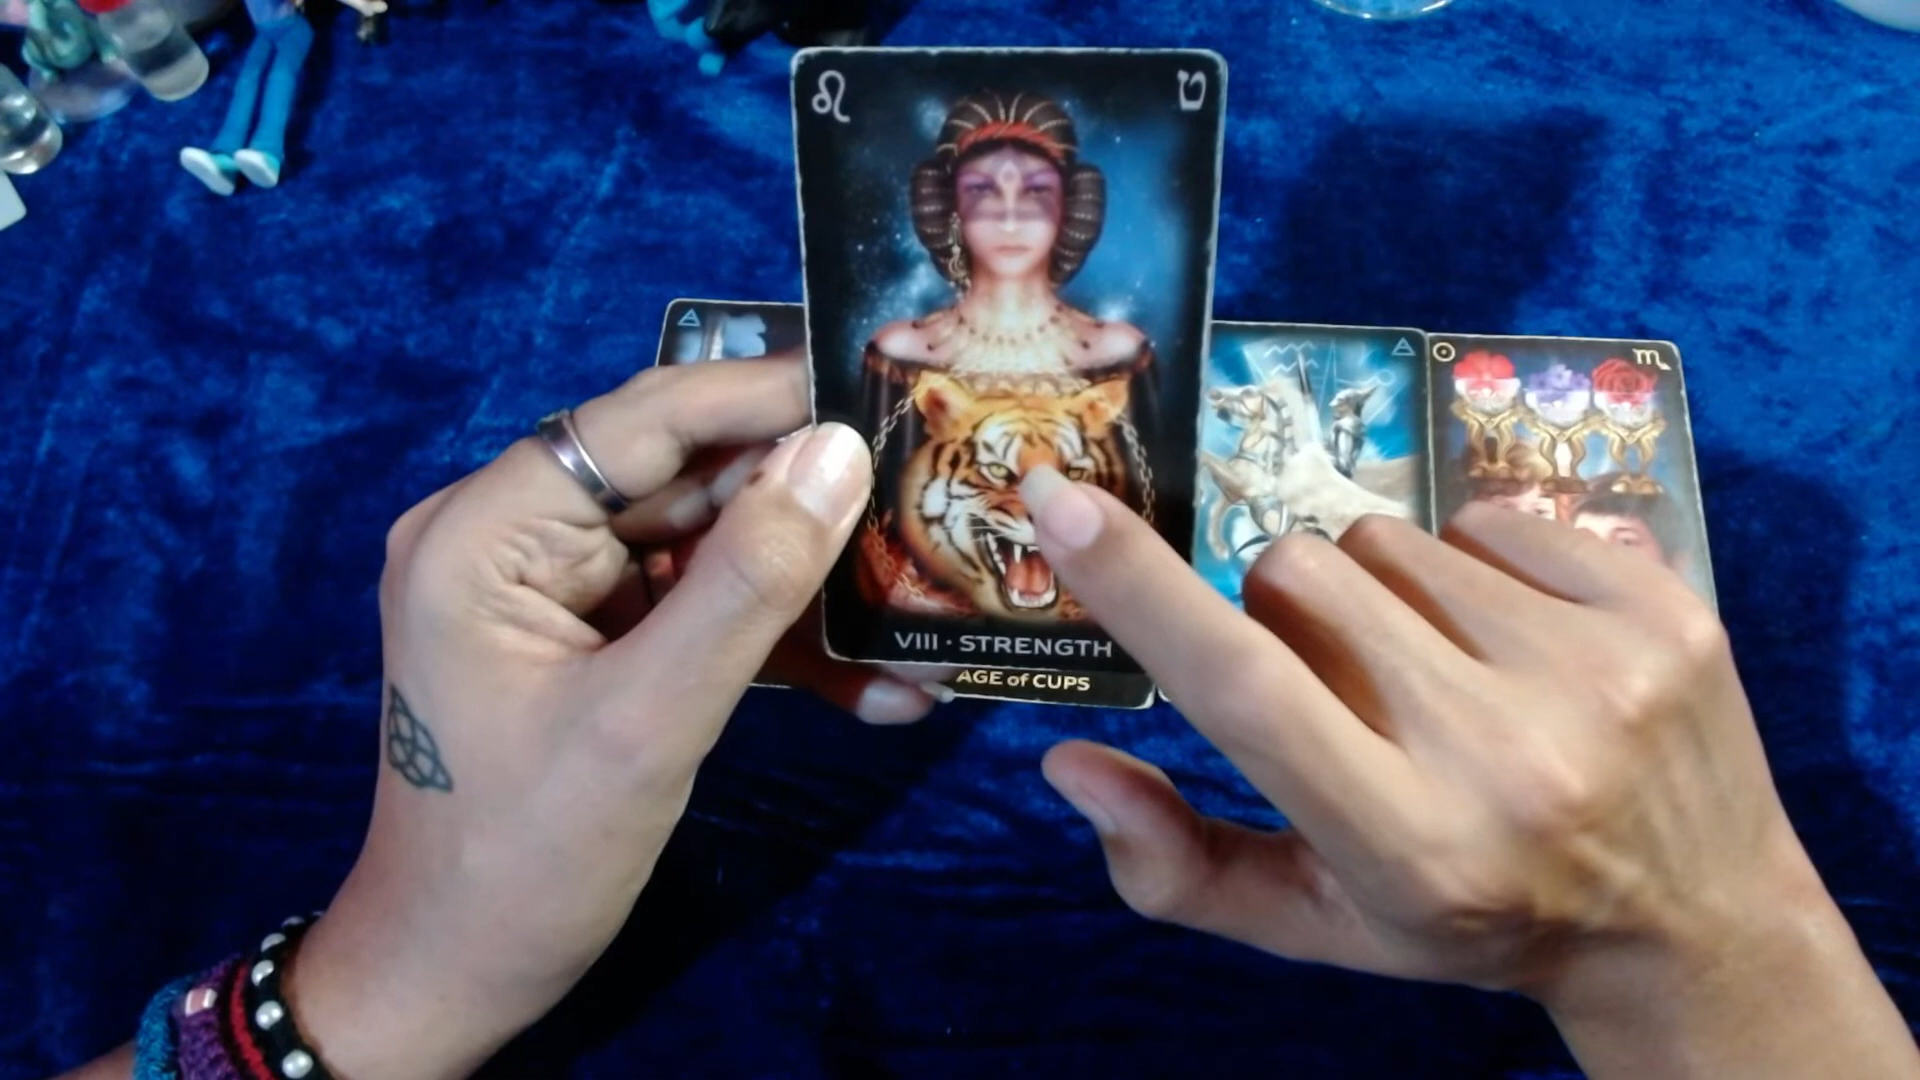 ♌ ט
VIII · STRENGTH
AGE of CUPS